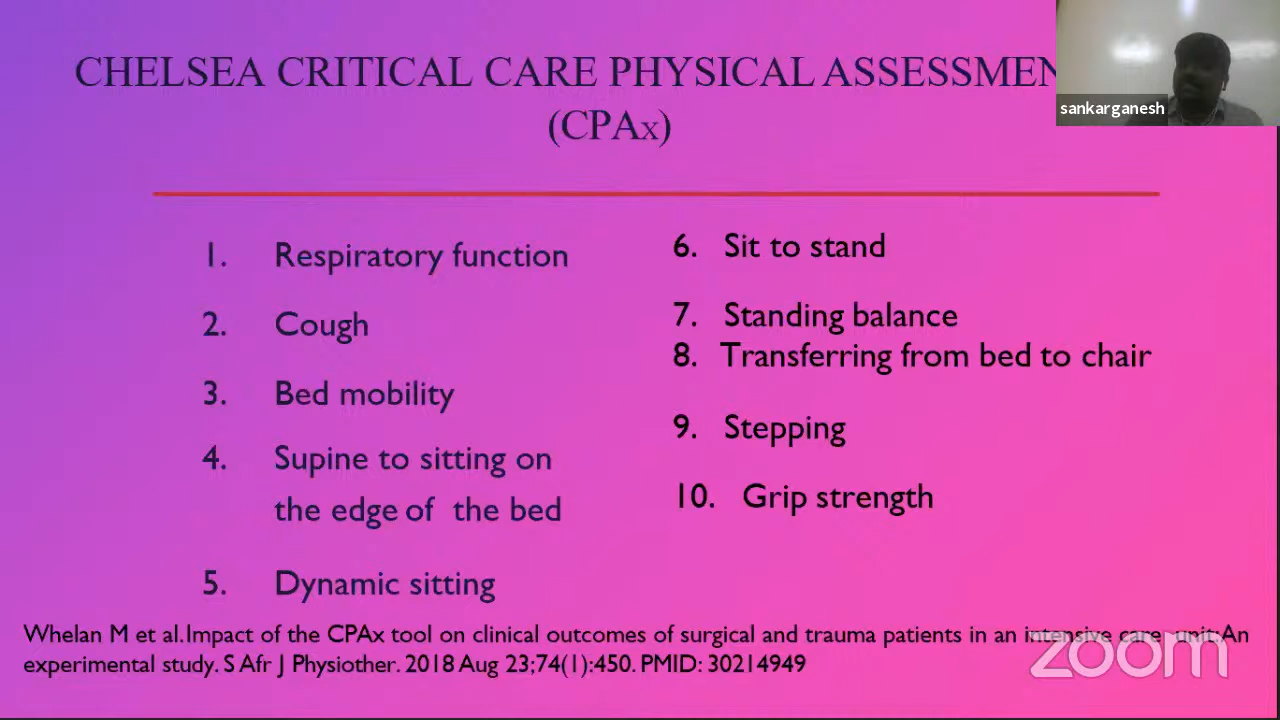 CHELSEA CRITICAL CARE PHYSICAL ASSESSMEN
(CPAx)
sankarganesh
1. Respiratory function
2. Cough
3. Bed mobility
4. Supine to sitting on
the edge of the bed
5. Dynamic sitting
6. Sit to stand
7. Standing balance
8. Transferring from bed to chair
9. Stepping
10. Grip strength
Whelan M et al.Impact of the CPAx tool on clinical outcomes of surgical and trauma patients in an intensive care unit:An
experimental study. S Afr J Physiother. 2018 Aug 23;74(1):450. PMID: 30214949
zoom